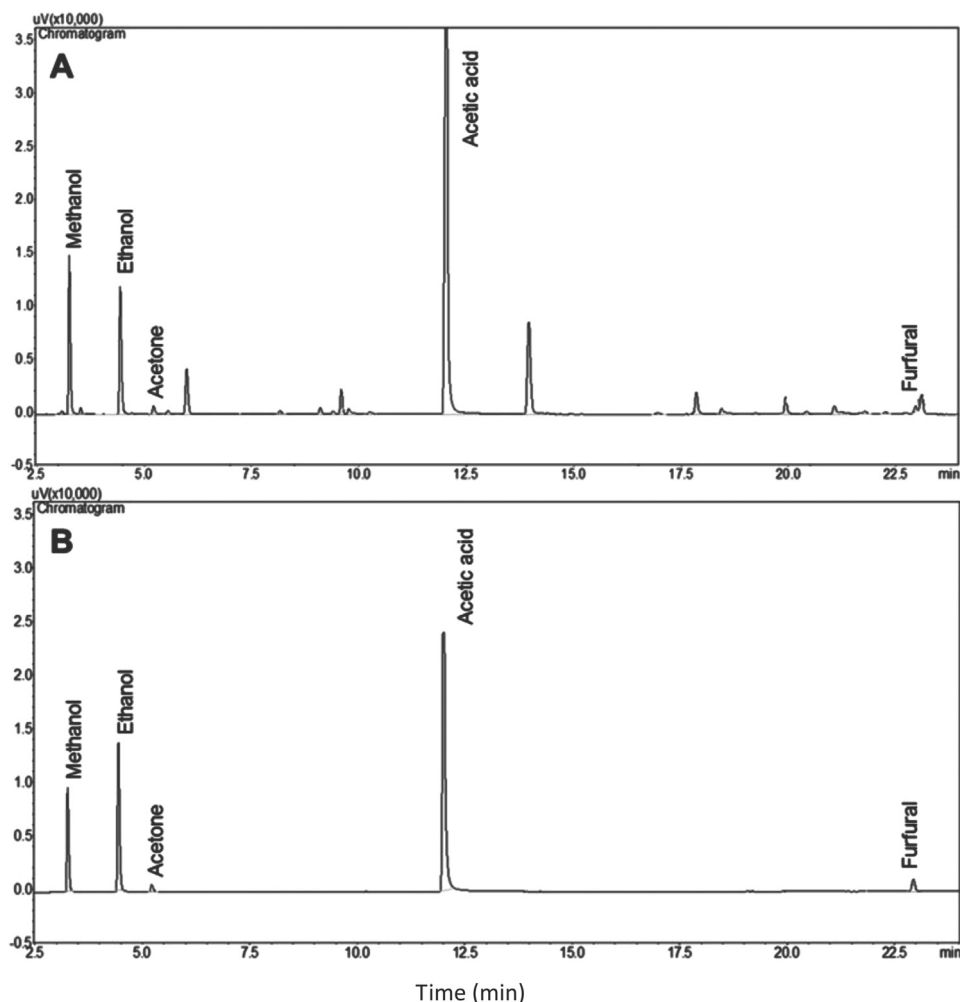 uV(x10,000)
Chromatogram
A
3.5
3.0
2.5
2.0
1.5
1.0
0.5
0.0
-0.5
Methanol
Ethanol
Acetone
Acetic acid
Furfural
2.5 5.0 7.5 10.0 12.5 15.0 17.5 20.0 22.5 min
uV(x10,000)
Chromatogram
B
3.5
3.0
2.5
2.0
1.5
1.0
0.5
0.0
-0.5
Methanol
Ethanol
Acetone
Acetic acid
Furfural
2.5 5.0 7.5 10.0 12.5 15.0 17.5 20.0 22.5 min
Time (min)